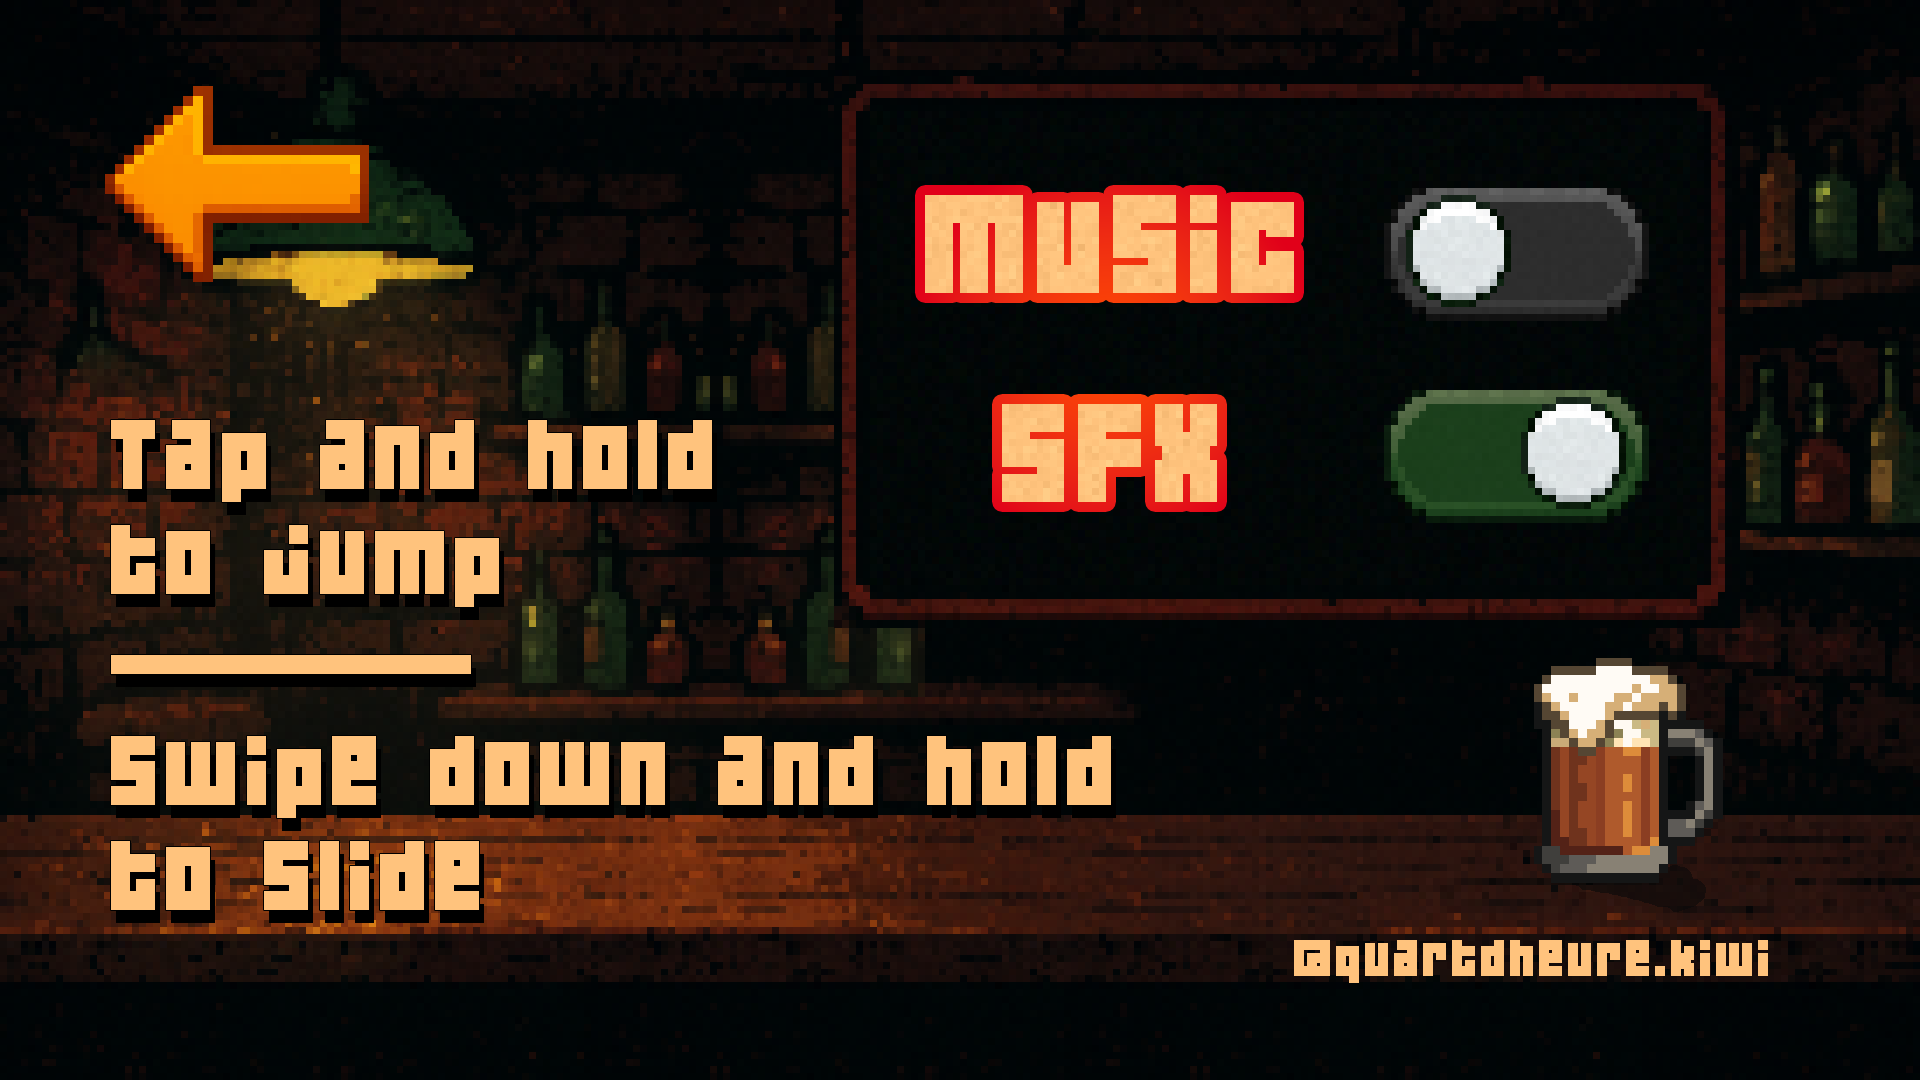 Music
SFX
Tap and hold
to jump
Swipe down and hold
to slide
@quartdheure.kiwi